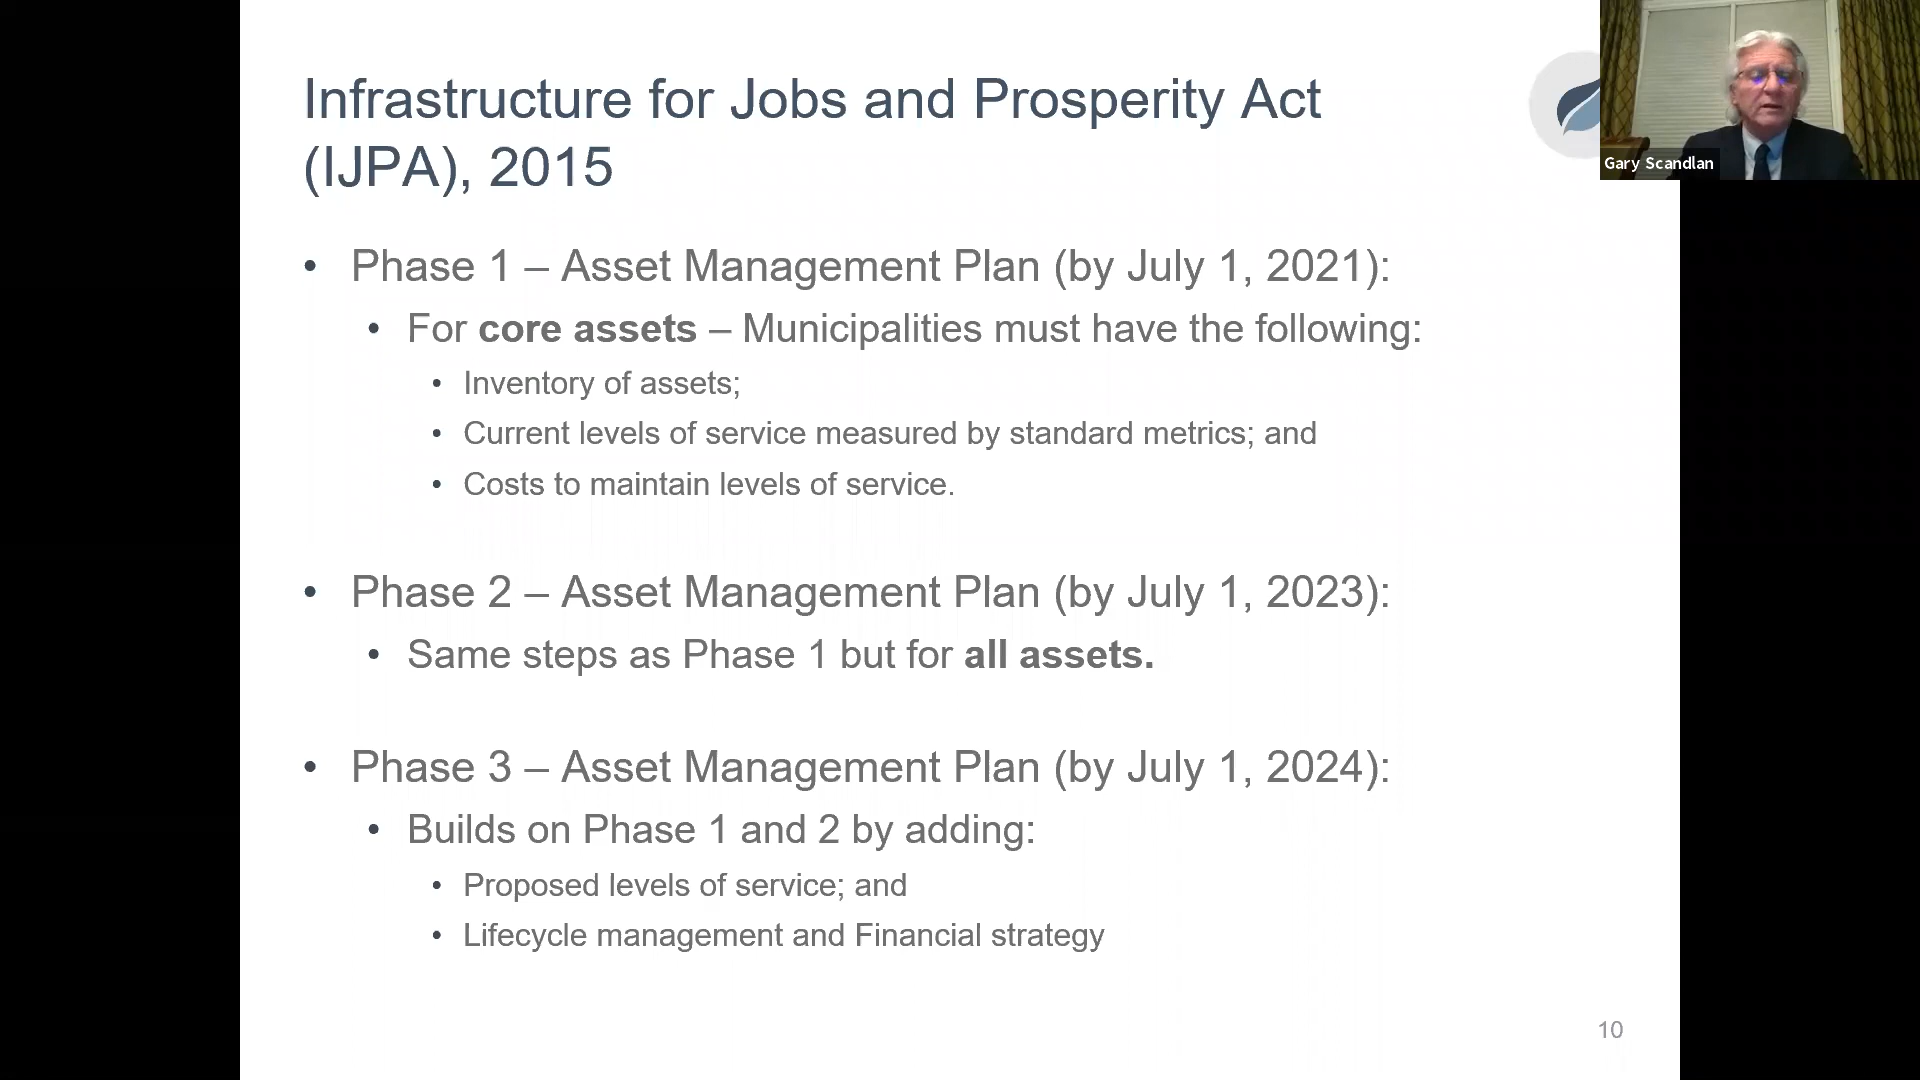 Infrastructure for Jobs and Prosperity Act
(IJPA), 2015
Gary Scandlan
• Phase 1 – Asset Management Plan (by July 1, 2021):
• For core assets – Municipalities must have the following:
• Inventory of assets;
• Current levels of service measured by standard metrics; and
• Costs to maintain levels of service.
• Phase 2 – Asset Management Plan (by July 1, 2023):
• Same steps as Phase 1 but for all assets.
• Phase 3 – Asset Management Plan (by July 1, 2024):
• Builds on Phase 1 and 2 by adding:
• Proposed levels of service; and
• Lifecycle management and Financial strategy
10